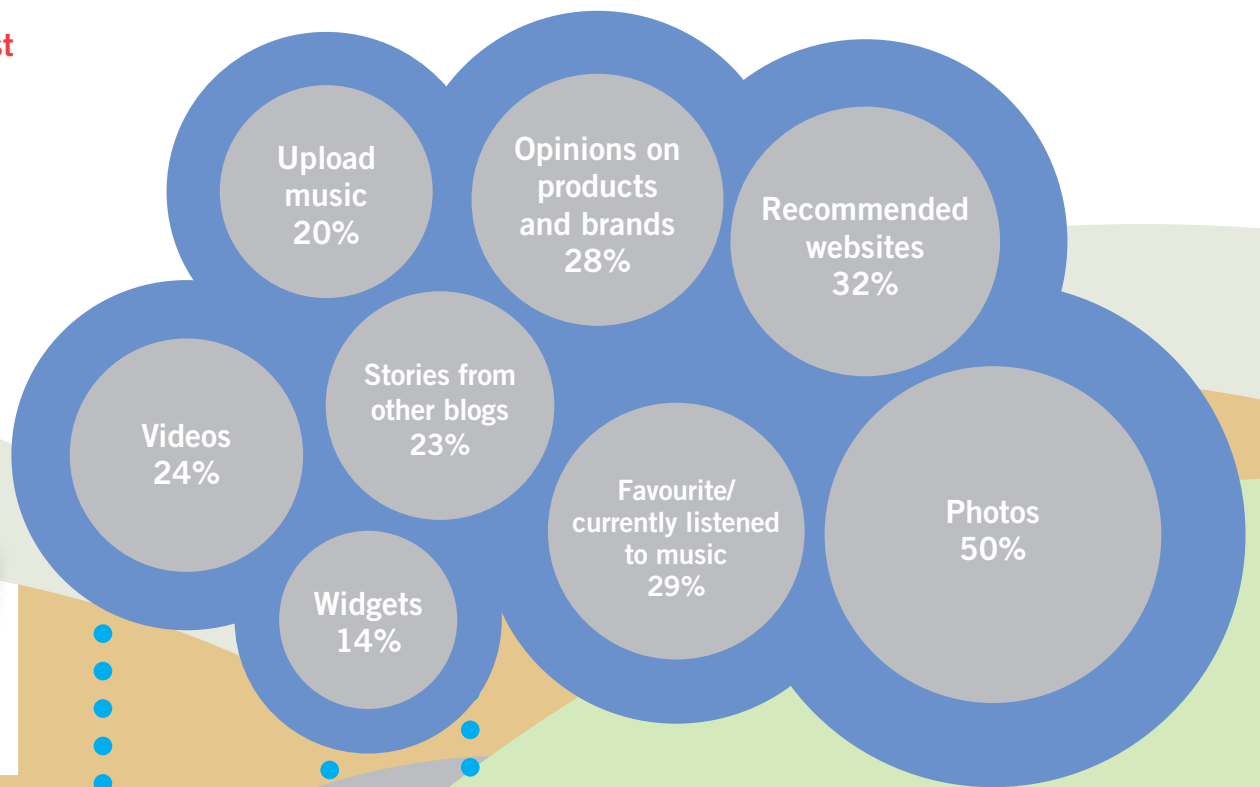 Upload
music
20%
Opinions on
products
and brands
28%
Recommended
websites
32%
Videos
24%
Stories from
other blogs
23%
Favourite/
currently listened
to music
29%
Photos
50%
Widgets
14%